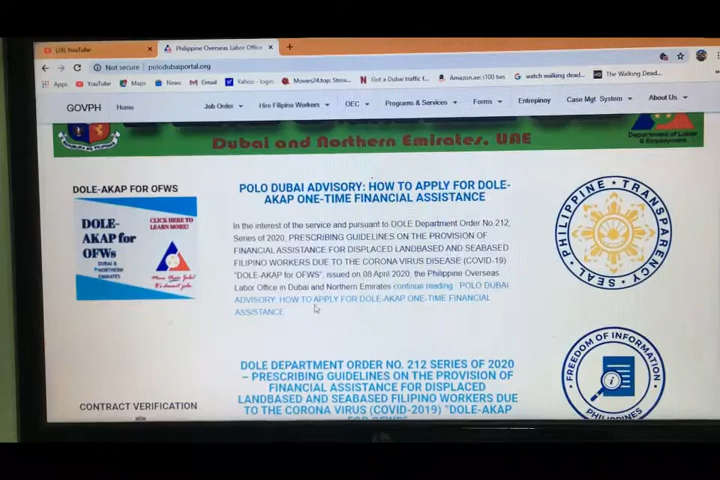 (8) YouTube
Philippine Overseas Labor Office
Not secure | polodubaiportal.org
Apps YouTube Maps News Gmail Yahoo - login Movies24.top: Strea... Got a Dubai traffic f... Amazon.ae (100 tws watch walking dead... The Walking Dead...
GOVPH Home Job Order Hire Filipino Workers OEC Programs & Services Forms Entrepinoy Case Mgt. System About Us
Dubai and Northern Emirates, UAE
Department of Labor
& Employment
DOLE-AKAP FOR OFWS
DOLE-
AKAP for
OFWs
DUBAI &
NORTHERN
EMIRATES
CLICK HERE TO
LEARN MORE!
POLO DUBAI ADVISORY: HOW TO APPLY FOR DOLE-
AKAP ONE-TIME FINANCIAL ASSISTANCE
In the interest of the service and pursuant to DOLE Department Order No.212,
Series of 2020, PRESCRIBING GUIDELINES ON THE PROVISION OF
FINANCIAL ASSISTANCE FOR DISPLACED LANDBASED AND SEABASED
FILIPINO WORKERS DUE TO THE CORONA VIRUS DISEASE (COVID-19)
"DOLE-AKAP for OFWS", issued on 08 April 2020, the Philippine Overseas
Labor Office in Dubai and Northern Emirates continue reading : POLO DUBAI
ADVISORY: HOW TO APPLY FOR DOLE-AKAP ONE-TIME FINANCIAL
ASSISTANCE
PHILIPPINE TRANSPARENCY SEAL
DOLE DEPARTMENT ORDER NO. 212 SERIES OF 2020
– PRESCRIBING GUIDELINES ON THE PROVISION OF
FINANCIAL ASSISTANCE FOR DISPLACED
LANDBASED AND SEABASED FILIPINO WORKERS DUE
TO THE CORONA VIRUS (COVID-2019) "DOLE-AKAP
FOR OFWS"
FREEDOM OF INFORMATION
PHILIPPINES
CONTRACT VERIFICATION